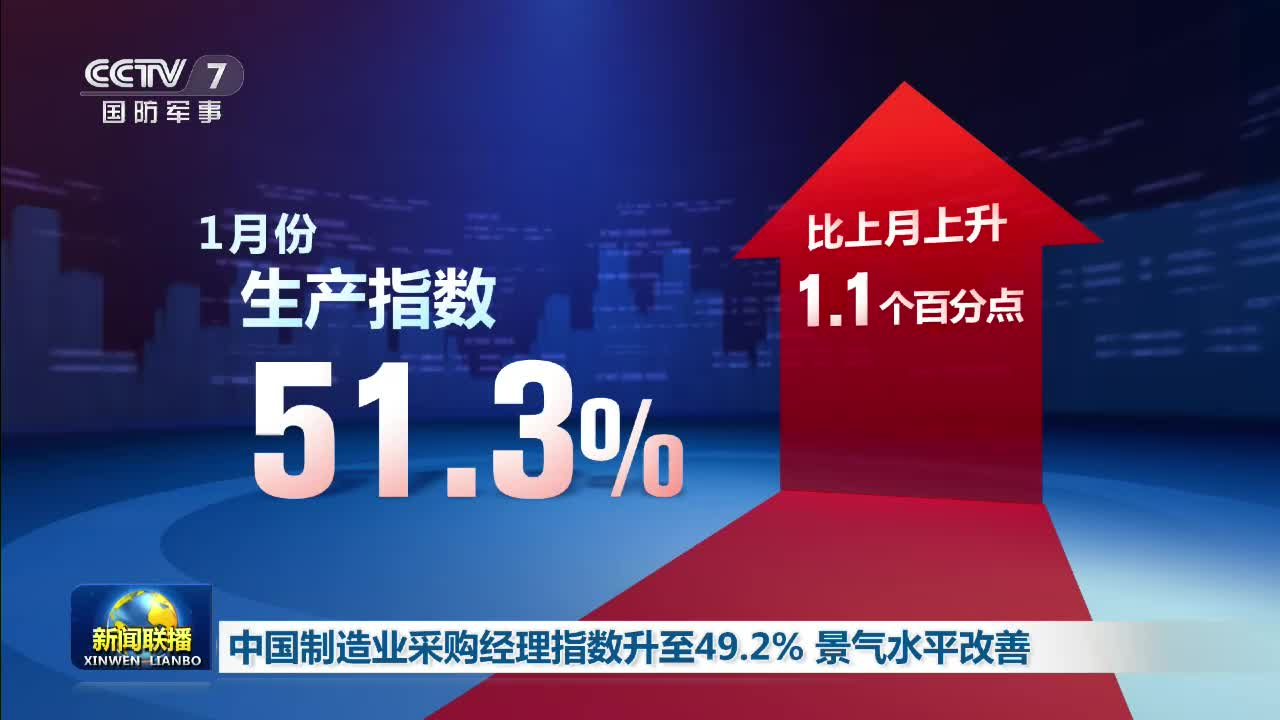 CCTV 7
国防军事
1月份
生产指数
51.3%
比上月上升
1.1个百分点
新闻联播
XINWEN LIANBO
中国制造业采购经理指数升至49.2% 景气水平改善